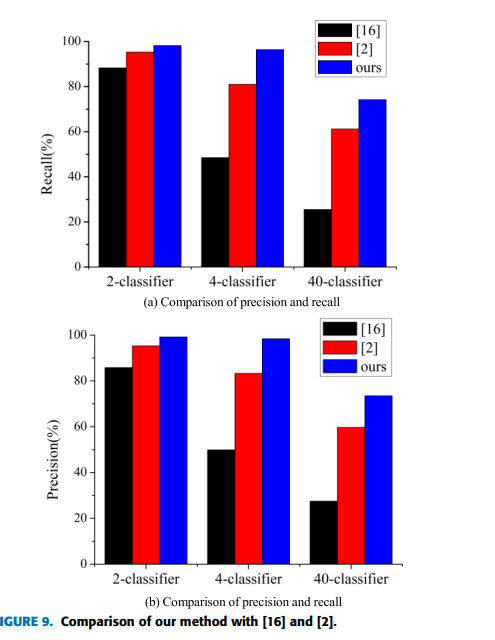 [16]
[2]
ours
100
80
60
40
20
0
Recall(%)
2-classifier 4-classifier 40-classifier
(a) Comparison of precision and recall
[16]
[2]
ours
100
80
60
40
20
0
Precision(%)
2-classifier 4-classifier 40-classifier
(b) Comparison of precision and recall
IGURE 9. Comparison of our method with [16] and [2].